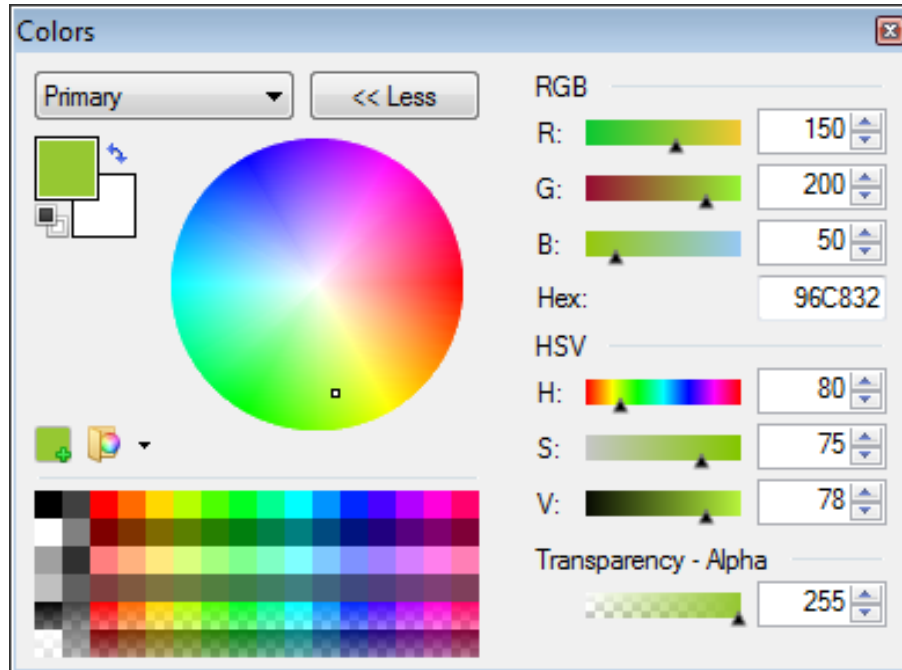 Colors
Primary
<< Less
RGB
R: 150
G: 200
B: 50
Hex: 96C832
HSV
H: 80
S: 75
V: 78
Transparency - Alpha
255